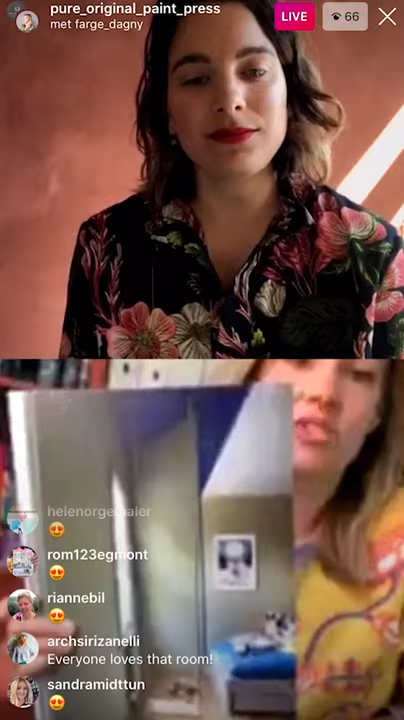 pure_original_paint_press
met farge_dagny
LIVE
66
rom123egmont
riannebil
archsirizanelli
Everyone loves that room!
sandramidttun